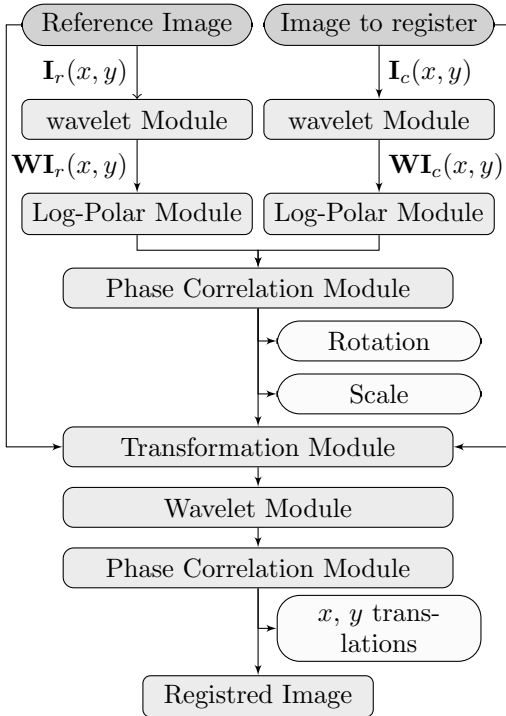 Reference Image
Image to register
I_r(x, y)
I_c(x, y)
wavelet Module
wavelet Module
WI_r(x, y)
WI_c(x, y)
Log-Polar Module
Log-Polar Module
Phase Correlation Module
Rotation
Scale
Transformation Module
Wavelet Module
Phase Correlation Module
x, y trans-
lations
Registred Image